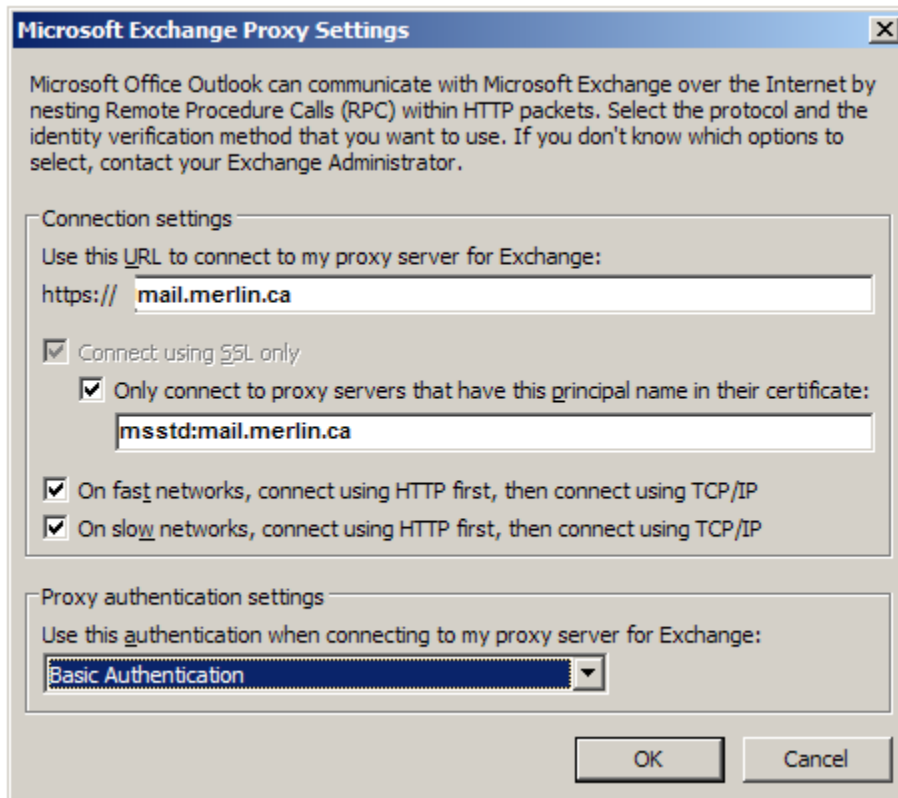 Microsoft Exchange Proxy Settings
Microsoft Office Outlook can communicate with Microsoft Exchange over the Internet by
nesting Remote Procedure Calls (RPC) within HTTP packets. Select the protocol and the
identity verification method that you want to use. If you don't know which options to
select, contact your Exchange Administrator.
Connection settings
Use this URL to connect to my proxy server for Exchange:
https:// mail.merlin.ca
Connect using SSL only
Only connect to proxy servers that have this principal name in their certificate:
msstd:mail.merlin.ca
On fast networks, connect using HTTP first, then connect using TCP/IP
On slow networks, connect using HTTP first, then connect using TCP/IP
Proxy authentication settings
Use this authentication when connecting to my proxy server for Exchange:
Basic Authentication
OK Cancel